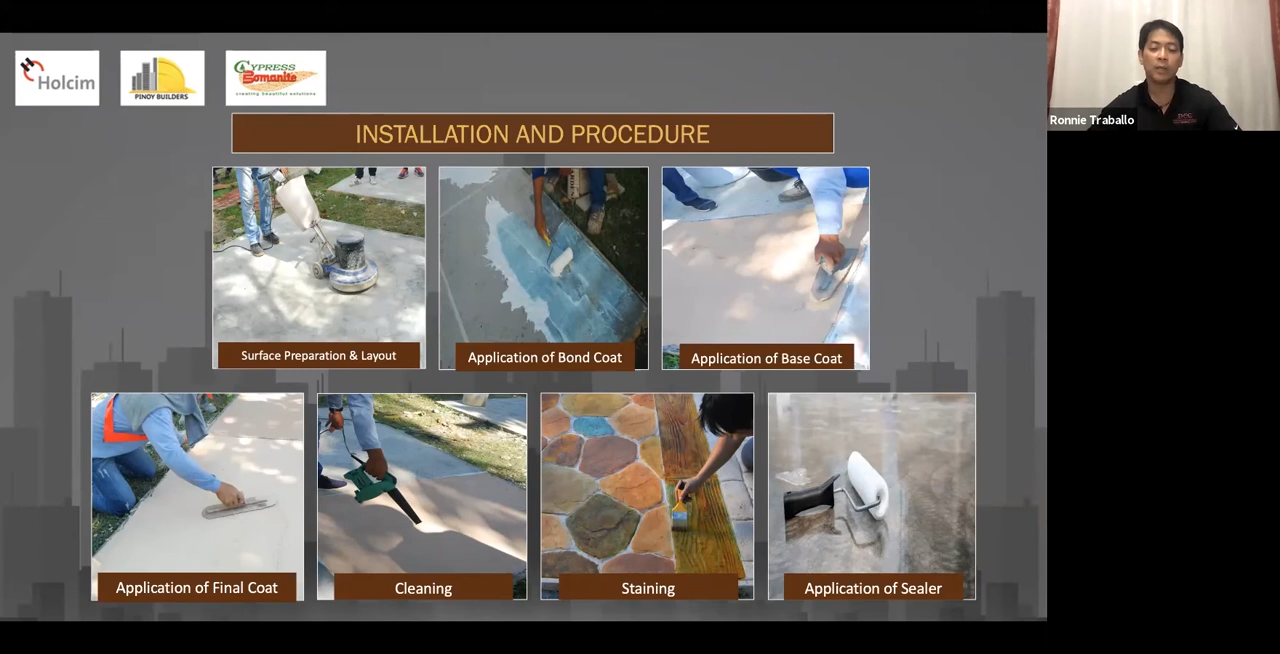 Holcim
PINOY BUILDERS
CYPRESS
Bomanite
creating beautiful solutions
INSTALLATION AND PROCEDURE
Ronnie Traballo
Surface Preparation & Layout
Application of Bond Coat
Application of Base Coat
Application of Final Coat
Cleaning
Staining
Application of Sealer